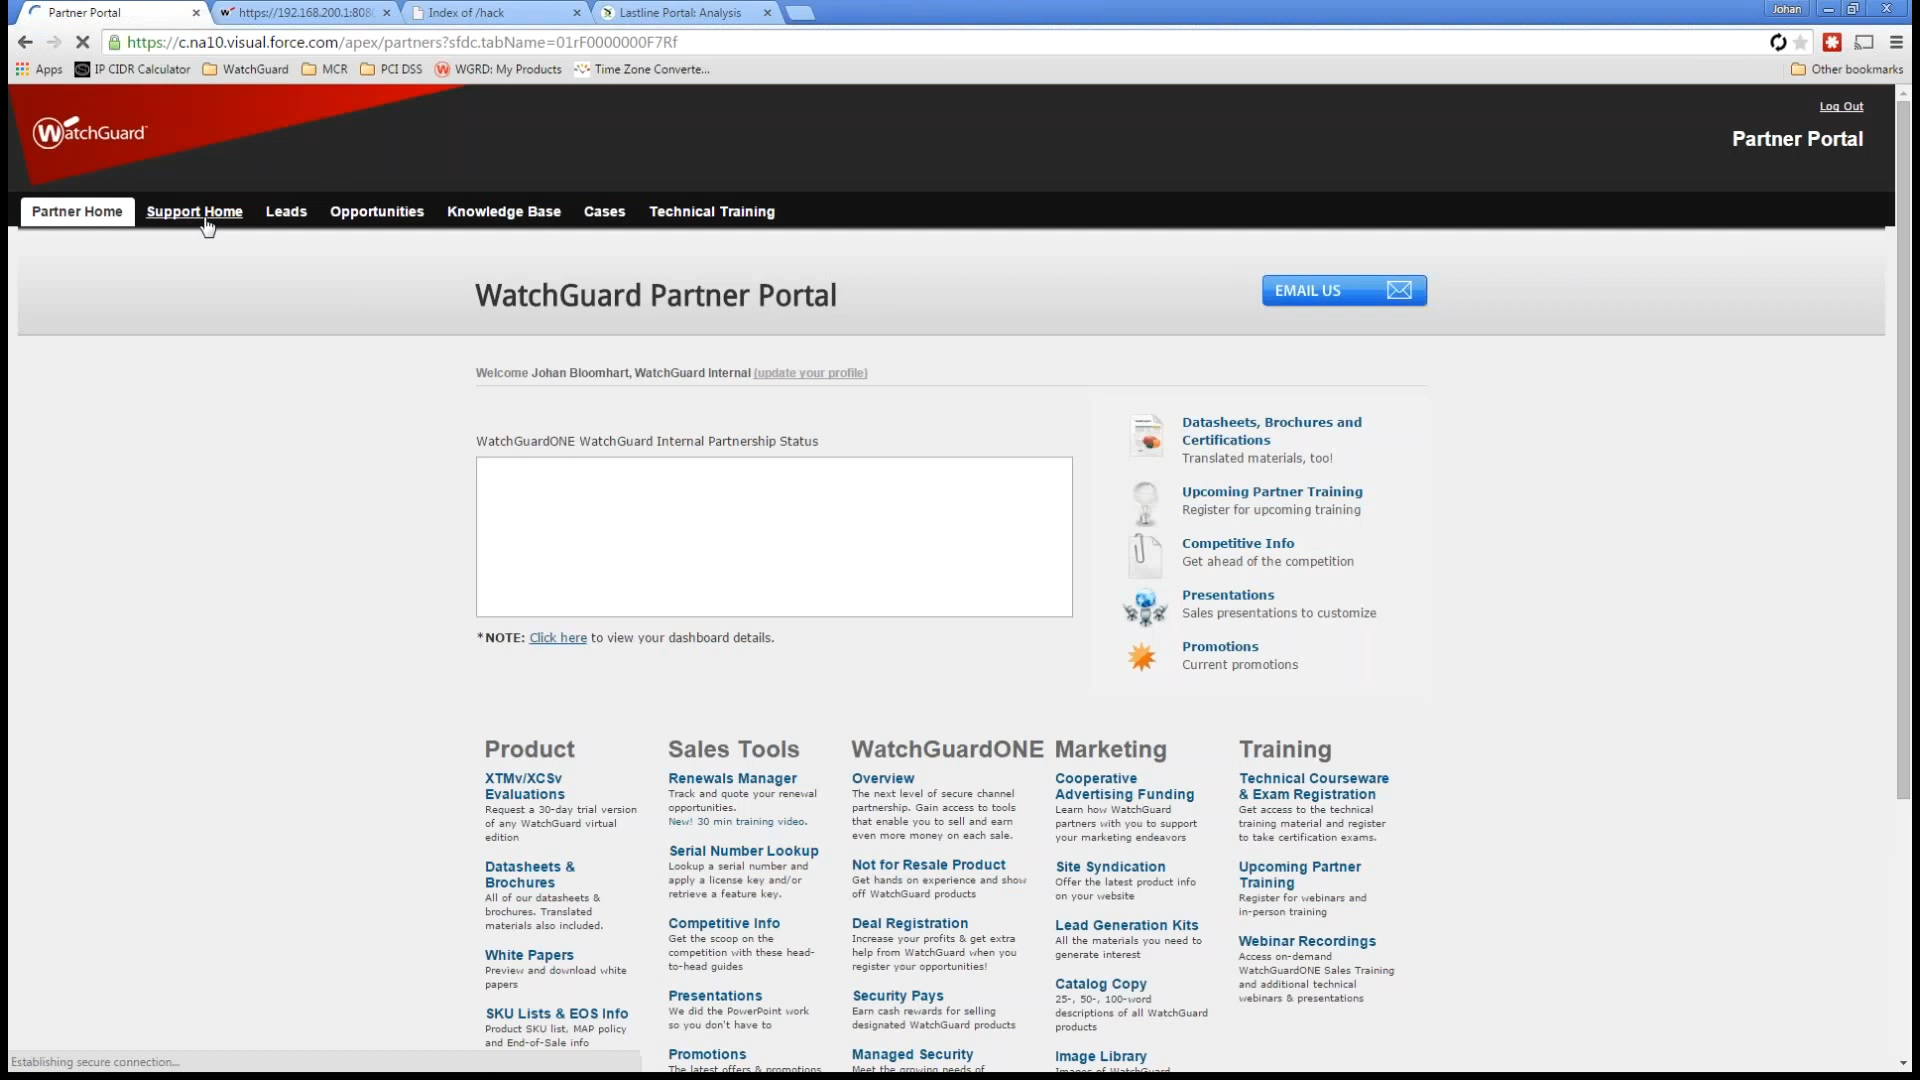 Partner Portal
https://192.168.200.1:808
Index of /hack
Lastline Portal: Analysis
Johan
https://c.na10.visual.force.com/apex/partners?sfdc.tabName=01rF0000000F7Rf
Apps
IP CIDR Calculator
WatchGuard
MCR
PCI DSS
WGRD: My Products
Time Zone Converte...
Other bookmarks
WatchGuard
Log Out
Partner Portal
Partner Home
Support Home
Leads
Opportunities
Knowledge Base
Cases
Technical Training
WatchGuard Partner Portal
EMAIL US
Welcome Johan Bloomhart, WatchGuard Internal (update your profile)
WatchGuardONE WatchGuard Internal Partnership Status
*NOTE: Click here to view your dashboard details.
Datasheets, Brochures and
Certifications
Translated materials, too!
Upcoming Partner Training
Register for upcoming training
Competitive Info
Get ahead of the competition
Presentations
Sales presentations to customize
Promotions
Current promotions
Product
XTMv/XCSv
Evaluations
Request a 30-day trial version
of any WatchGuard virtual
edition
Datasheets &
Brochures
All of our datasheets &
brochures. Translated
materials also included.
White Papers
Preview and download white
papers
SKU Lists & EOS Info
Product SKU list, MAP policy
and End-of-Sale info
Sales Tools
Renewals Manager
Track and quote your renewal
opportunities.
New! 30 min training video.
Serial Number Lookup
Lookup a serial number and
apply a license key and/or
retrieve a feature key.
Competitive Info
Get the scoop on the
competition with these head-
to-head guides
Presentations
We did the PowerPoint work
so you don't have to
Promotions
The latest offers & promotions
WatchGuardONE
Overview
The next level of secure channel
partnership. Gain access to tools
that enable you to sell and earn
even more money on each sale.
Not for Resale Product
Get hands on experience and show
off WatchGuard products
Deal Registration
Increase your profits & get extra
help from WatchGuard when you
register your opportunities!
Security Pays
Earn cash rewards for selling
designated WatchGuard products
Managed Security
Meet the growing needs of
Marketing
Cooperative
Advertising Funding
Learn how WatchGuard
partners with you to support
your marketing endeavors
Site Syndication
Offer the latest product info
on your website
Lead Generation Kits
All the materials you need to
generate interest
Catalog Copy
25-, 50-, 100-word
descriptions of all WatchGuard
products
Image Library
Images of WatchGuard
Training
Technical Courseware
& Exam Registration
Get access to the technical
training material and register
to take certification exams.
Upcoming Partner
Training
Register for webinars and
in-person training
Webinar Recordings
Access on-demand
WatchGuardONE Sales Training
and additional technical
webinars & presentations
Establishing secure connection...